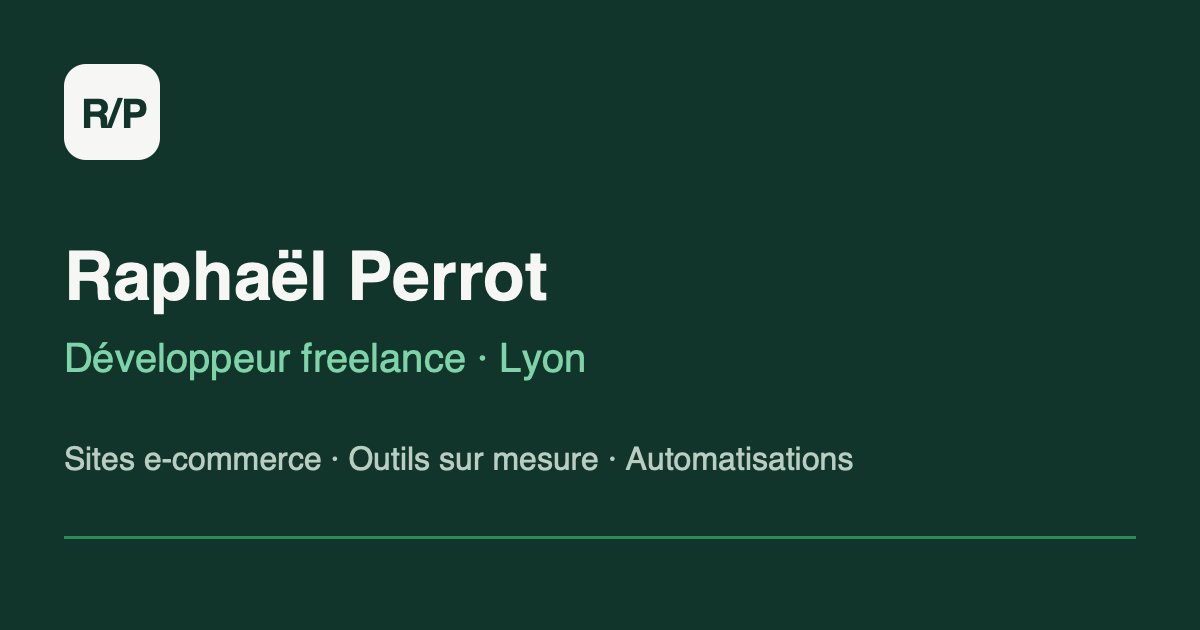 R/P
Raphaël Perrot
Développeur freelance · Lyon
Sites e-commerce · Outils sur mesure · Automatisations